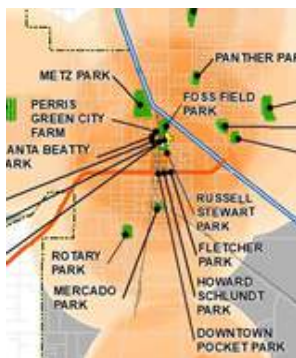 PANTHER PAR
METZ PARK
FOSS FIELD
PARK
PERRIS
GREEN CITY
FARM
ANTA BEATTY
ARK
RUSSELL
STEWART
PARK
FLETCHER
PARK
ROTARY
PARK
MERCADO
PARK
HOWARD
SCHLUNDT
PARK
DOWNTOWN
POCKET PARK